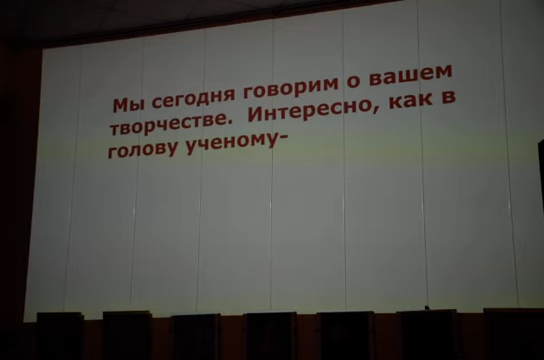 Мы сегодня говорим о вашем
творчестве. Интересно, как в
голову ученому-